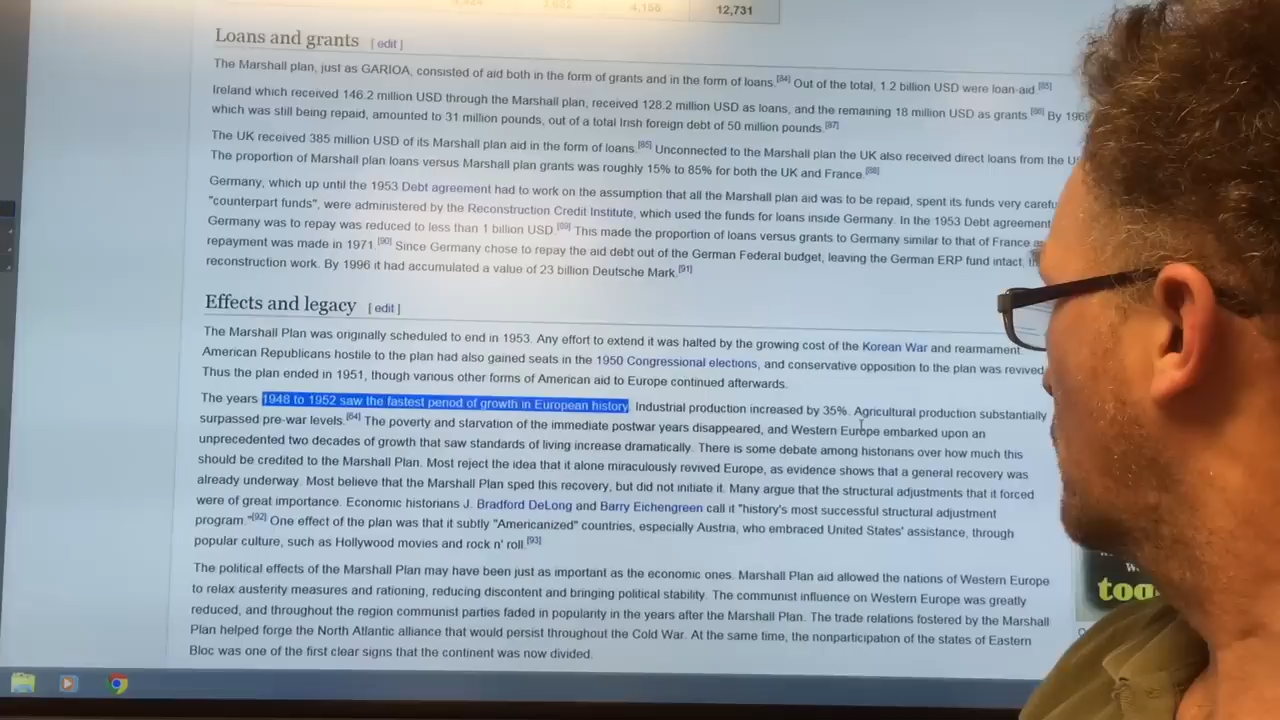 4,156 12,731
Loans and grants [ edit ]
The Marshall plan, just as GARIOA, consisted of aid both in the form of grants and in the form of loans.[84] Out of the total, 1.2 billion USD were loan-aid.[85]
Ireland which received 146.2 million USD through the Marshall plan, received 128.2 million USD as loans, and the remaining 18 million USD as grants.[86] By 196
which was still being repaid, amounted to 31 million pounds, out of a total Irish foreign debt of 50 million pounds.[87]
The UK received 385 million USD of its Marshall plan aid in the form of loans.[85] Unconnected to the Marshall plan the UK also received direct loans from the U
The proportion of Marshall plan loans versus Marshall plan grants was roughly 15% to 85% for both the UK and France.[88]
Germany, which up until the 1953 Debt agreement had to work on the assumption that all the Marshall plan aid was to be repaid, spent its funds very carefu
"counterpart funds", were administered by the Reconstruction Credit Institute, which used the funds for loans inside Germany. In the 1953 Debt agreement
Germany was to repay was reduced to less than 1 billion USD.[89] This made the proportion of loans versus grants to Germany similar to that of France a
repayment was made in 1971.[90] Since Germany chose to repay the aid debt out of the German Federal budget, leaving the German ERP fund intact, th
reconstruction work. By 1996 it had accumulated a value of 23 billion Deutsche Mark.[91]
Effects and legacy [ edit ]
The Marshall Plan was originally scheduled to end in 1953. Any effort to extend it was halted by the growing cost of the Korean War and rearmament.
American Republicans hostile to the plan had also gained seats in the 1950 Congressional elections, and conservative opposition to the plan was revived.
Thus the plan ended in 1951, though various other forms of American aid to Europe continued afterwards.
The years 1948 to 1952 saw the fastest period of growth in European history. Industrial production increased by 35%. Agricultural production substantially
surpassed pre-war levels.[64] The poverty and starvation of the immediate postwar years disappeared, and Western Europe embarked upon an
unprecedented two decades of growth that saw standards of living increase dramatically. There is some debate among historians over how much this
should be credited to the Marshall Plan. Most reject the idea that it alone miraculously revived Europe, as evidence shows that a general recovery was
already underway. Most believe that the Marshall Plan sped this recovery, but did not initiate it. Many argue that the structural adjustments that it forced
were of great importance. Economic historians J. Bradford DeLong and Barry Eichengreen call it "history's most successful structural adjustment
program."[92] One effect of the plan was that it subtly "Americanized" countries, especially Austria, who embraced United States' assistance, through
popular culture, such as Hollywood movies and rock n' roll.[93]
The political effects of the Marshall Plan may have been just as important as the economic ones. Marshall Plan aid allowed the nations of Western Europe
to relax austerity measures and rationing, reducing discontent and bringing political stability. The communist influence on Western Europe was greatly
reduced, and throughout the region communist parties faded in popularity in the years after the Marshall Plan. The trade relations fostered by the Marshall
Plan helped forge the North Atlantic alliance that would persist throughout the Cold War. At the same time, the nonparticipation of the states of Eastern
Bloc was one of the first clear signs that the continent was now divided.